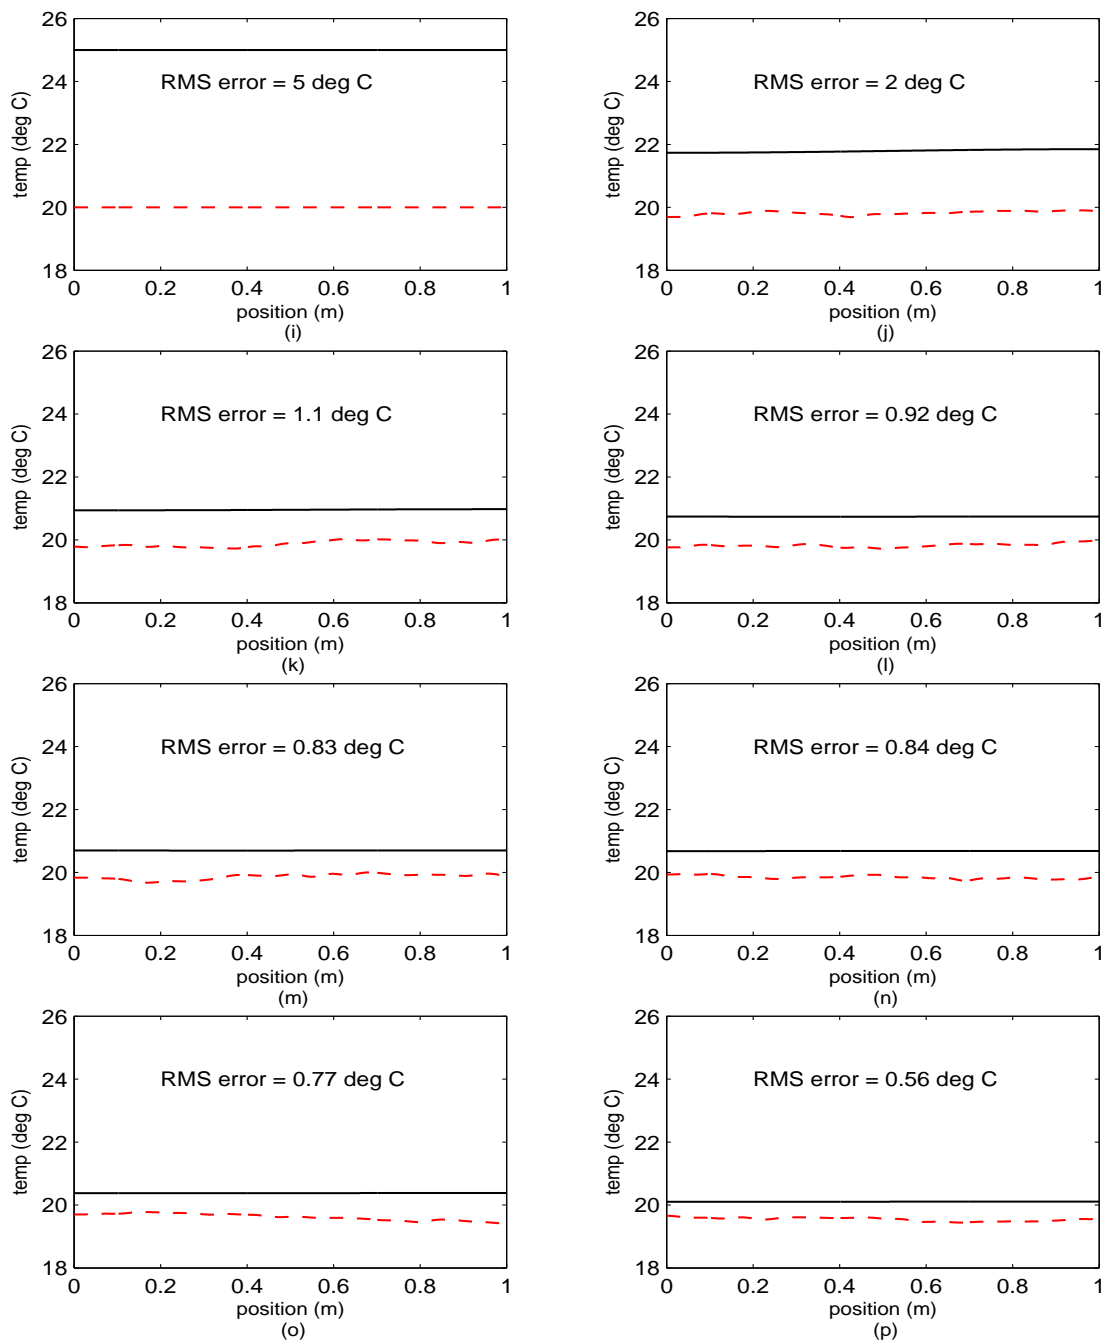 26
24
22
20
18
temp (deg C)
RMS error = 5 deg C
0 0.2 0.4 0.6 0.8 1
position (m)
(i)
26
24
22
20
18
temp (deg C)
RMS error = 2 deg C
0 0.2 0.4 0.6 0.8 1
position (m)
(j)
26
24
22
20
18
temp (deg C)
RMS error = 1.1 deg C
0 0.2 0.4 0.6 0.8 1
position (m)
(k)
26
24
22
20
18
temp (deg C)
RMS error = 0.92 deg C
0 0.2 0.4 0.6 0.8 1
position (m)
(l)
26
24
22
20
18
temp (deg C)
RMS error = 0.83 deg C
0 0.2 0.4 0.6 0.8 1
position (m)
(m)
26
24
22
20
18
temp (deg C)
RMS error = 0.84 deg C
0 0.2 0.4 0.6 0.8 1
position (m)
(n)
26
24
22
20
18
temp (deg C)
RMS error = 0.77 deg C
0 0.2 0.4 0.6 0.8 1
position (m)
(o)
26
24
22
20
18
temp (deg C)
RMS error = 0.56 deg C
0 0.2 0.4 0.6 0.8 1
position (m)
(p)